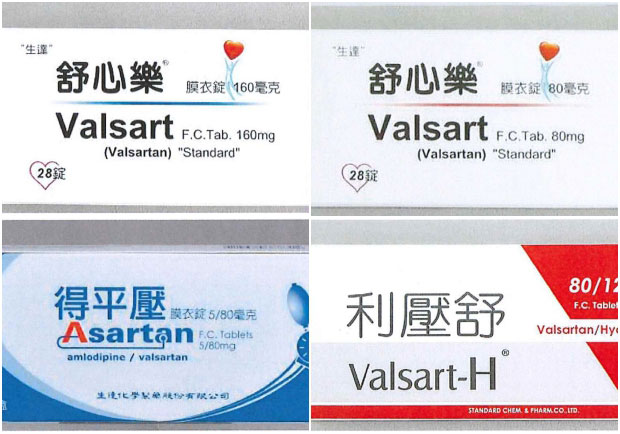 "生達"
舒心樂®
膜衣錠 160毫克
Valsart F.C.Tab. 160mg
(Valsartan) "Standard"
28錠
"生達"
舒心樂®
膜衣錠 80毫克
Valsart F.C.Tab. 80mg
(Valsartan) "Standard"
28錠
得平壓 膜衣錠 5/80毫克
Asartan F.C. Tablets
5/80mg
amlodipine / valsartan
生達化學製藥股份有限公司
80/12
F.C. Tablet
利壓舒
Valsartan/Hy
Valsart-H®
STANDARD CHEM. & PHARM.CO.,LTD.